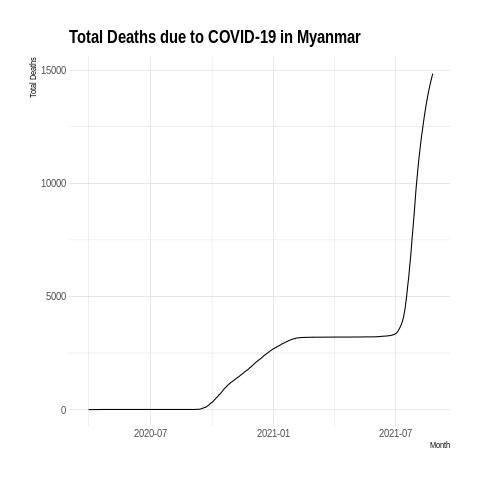 Total Deaths due to COVID-19 in Myanmar
Total Deaths
15000
10000
5000
0
2020-07 2021-01 2021-07
Month